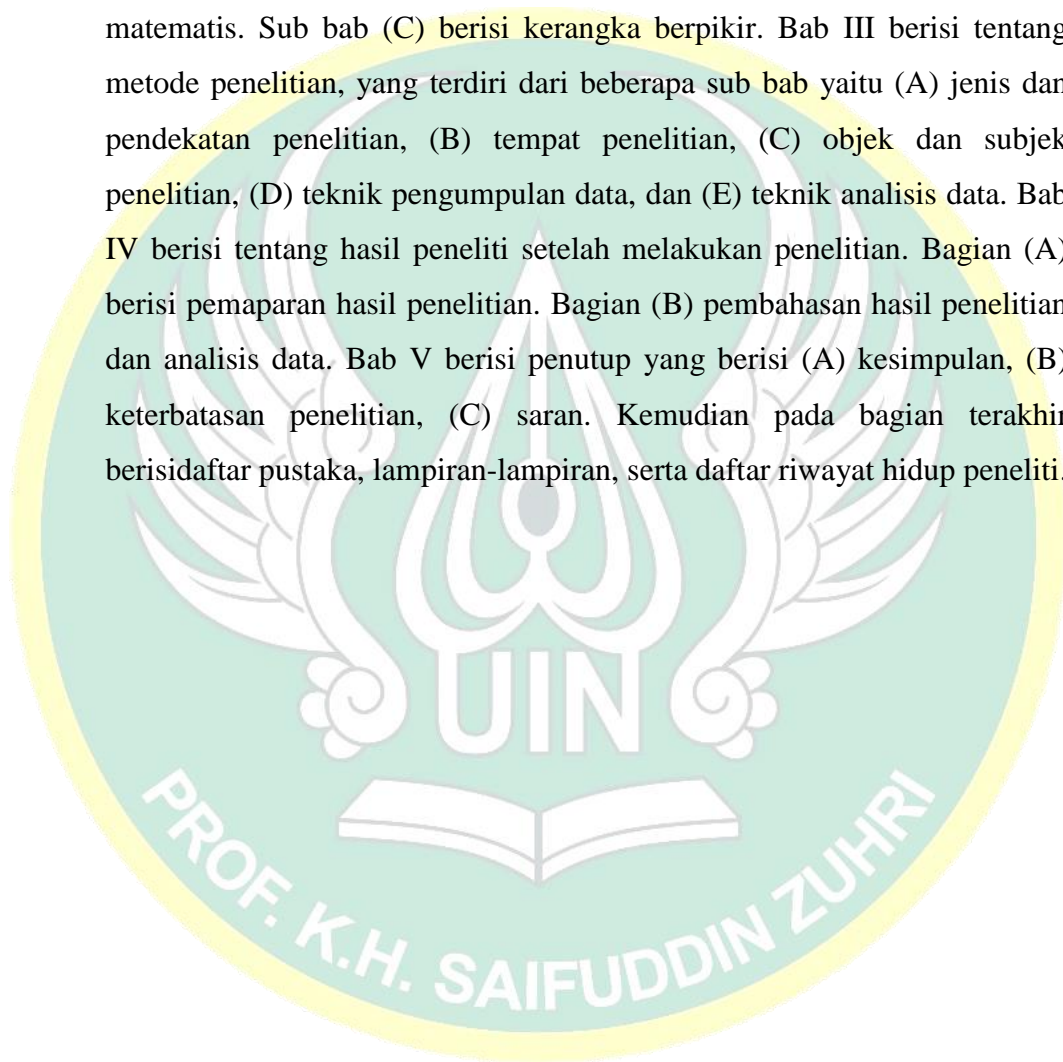 matematis. Sub bab (C) berisi kerangka berpikir. Bab III berisi tentang
metode penelitian, yang terdiri dari beberapa sub bab yaitu (A) jenis dan
pendekatan penelitian, (B) tempat penelitian, (C) objek dan subjek
penelitian, (D) teknik pengumpulan data, dan (E) teknik analisis data. Bab
IV berisi tentang hasil peneliti setelah melakukan penelitian. Bagian (A)
berisi pemaparan hasil penelitian. Bagian (B) pembahasan hasil penelitian
dan analisis data. Bab V berisi penutup yang berisi (A) kesimpulan, (B)
keterbatasan penelitian, (C) saran. Kemudian pada bagian terakhir
berisidaftar pustaka, lampiran-lampiran, serta daftar riwayat hidup peneliti.
UIN
PROF. K.H. SAIFUDDIN ZUHRI